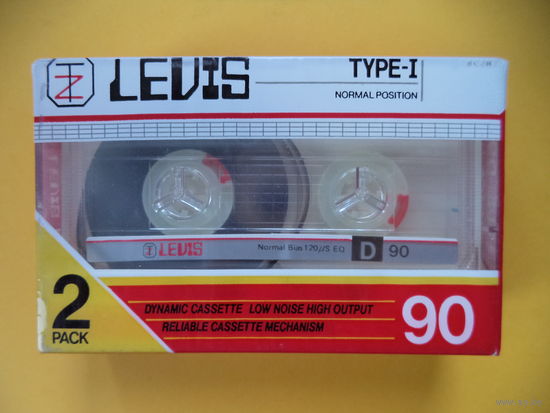 LEVIS
TYPE-I
NORMAL POSITION
LEVIS Normal Bias 120μS EQ D 90
2
PACK
DYNAMIC CASSETTE LOW NOISE HIGH OUTPUT
RELIABLE CASSETTE MECHANISM
90